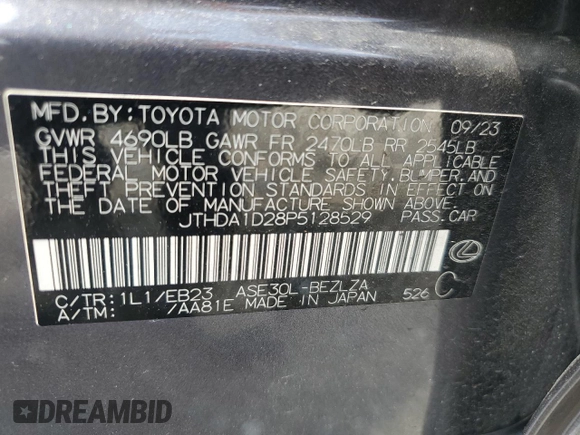 MFD. BY: TOYOTA MOTOR CORPORATION 09/23
GVWR 4690LB GAWR FR 2470LB RR 2545LB
THIS VEHICLE CONFORMS TO ALL APPLICABLE
FEDERAL MOTOR VEHICLE SAFETY, BUMPER, AND
THEFT PREVENTION STANDARDS IN EFFECT ON
THE DATE OF MANUFACTURE SHOWN ABOVE.
JTHDA1D28P5128529 PASS. CAR
ASE30L-BEZLZA
C/TR: 1L1/EB23
A/TM: /AA81E MADE IN JAPAN 526 C
DREAMBID